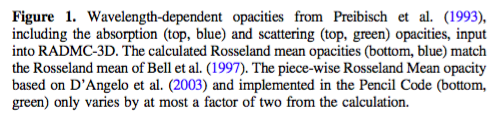 Figure 1. Wavelength-dependent opacities from Preibisch et al. (1993),
including the absorption (top, blue) and scattering (top, green) opacities, input
into RADMC-3D. The calculated Rosseland mean opacities (bottom, blue) match
the Rosseland mean of Bell et al. (1997). The piece-wise Rosseland Mean opacity
based on D'Angelo et al. (2003) and implemented in the Pencil Code (bottom,
green) only varies by at most a factor of two from the calculation.